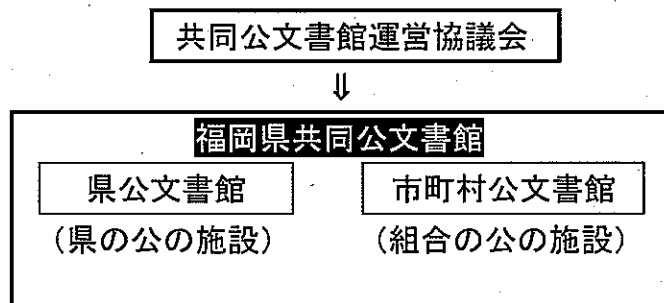 共同公文書館運営協議会
⇓
福岡県共同公文書館
県公文書館
市町村公文書館
（県の公の施設）
（組合の公の施設）